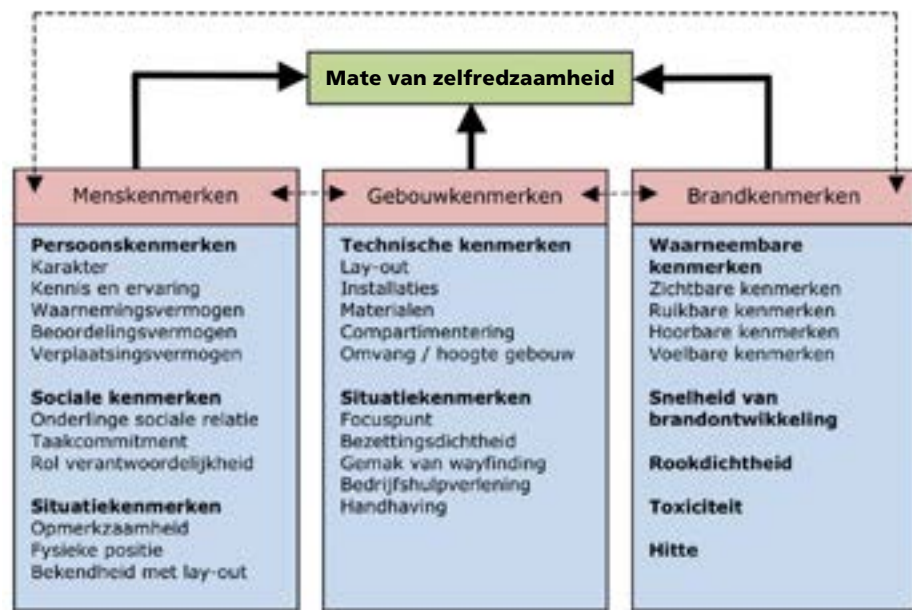 Mate van zelfredzaamheid
Menskenmerken
Persoonskenmerken
Karakter
Kennis en ervaring
Waarnemingsvermogen
Beoordelingsvermogen
Verplaatsingsvermogen
Sociale kenmerken
Onderlinge sociale relatie
Taakcommitment
Rol verantwoordelijkheid
Situatiekenmerken
Opmerkzaamheid
Fysieke positie
Bekendheid met lay-out
Gebouwkenmerken
Technische kenmerken
Lay-out
Installaties
Materialen
Compartimentering
Omvang / hoogte gebouw
Situatiekenmerken
Focuspunt
Bezettingsdichtheid
Gemak van wayfinding
Bedrijfshulpverlening
Handhaving
Brandkenmerken
Waarneembare
kenmerken
Zichtbare kenmerken
Ruikbare kenmerken
Hoorbare kenmerken
Voelbare kenmerken
Snelheid van
brandontwikkeling
Rookdichtheid
Toxiciteit
Hitte